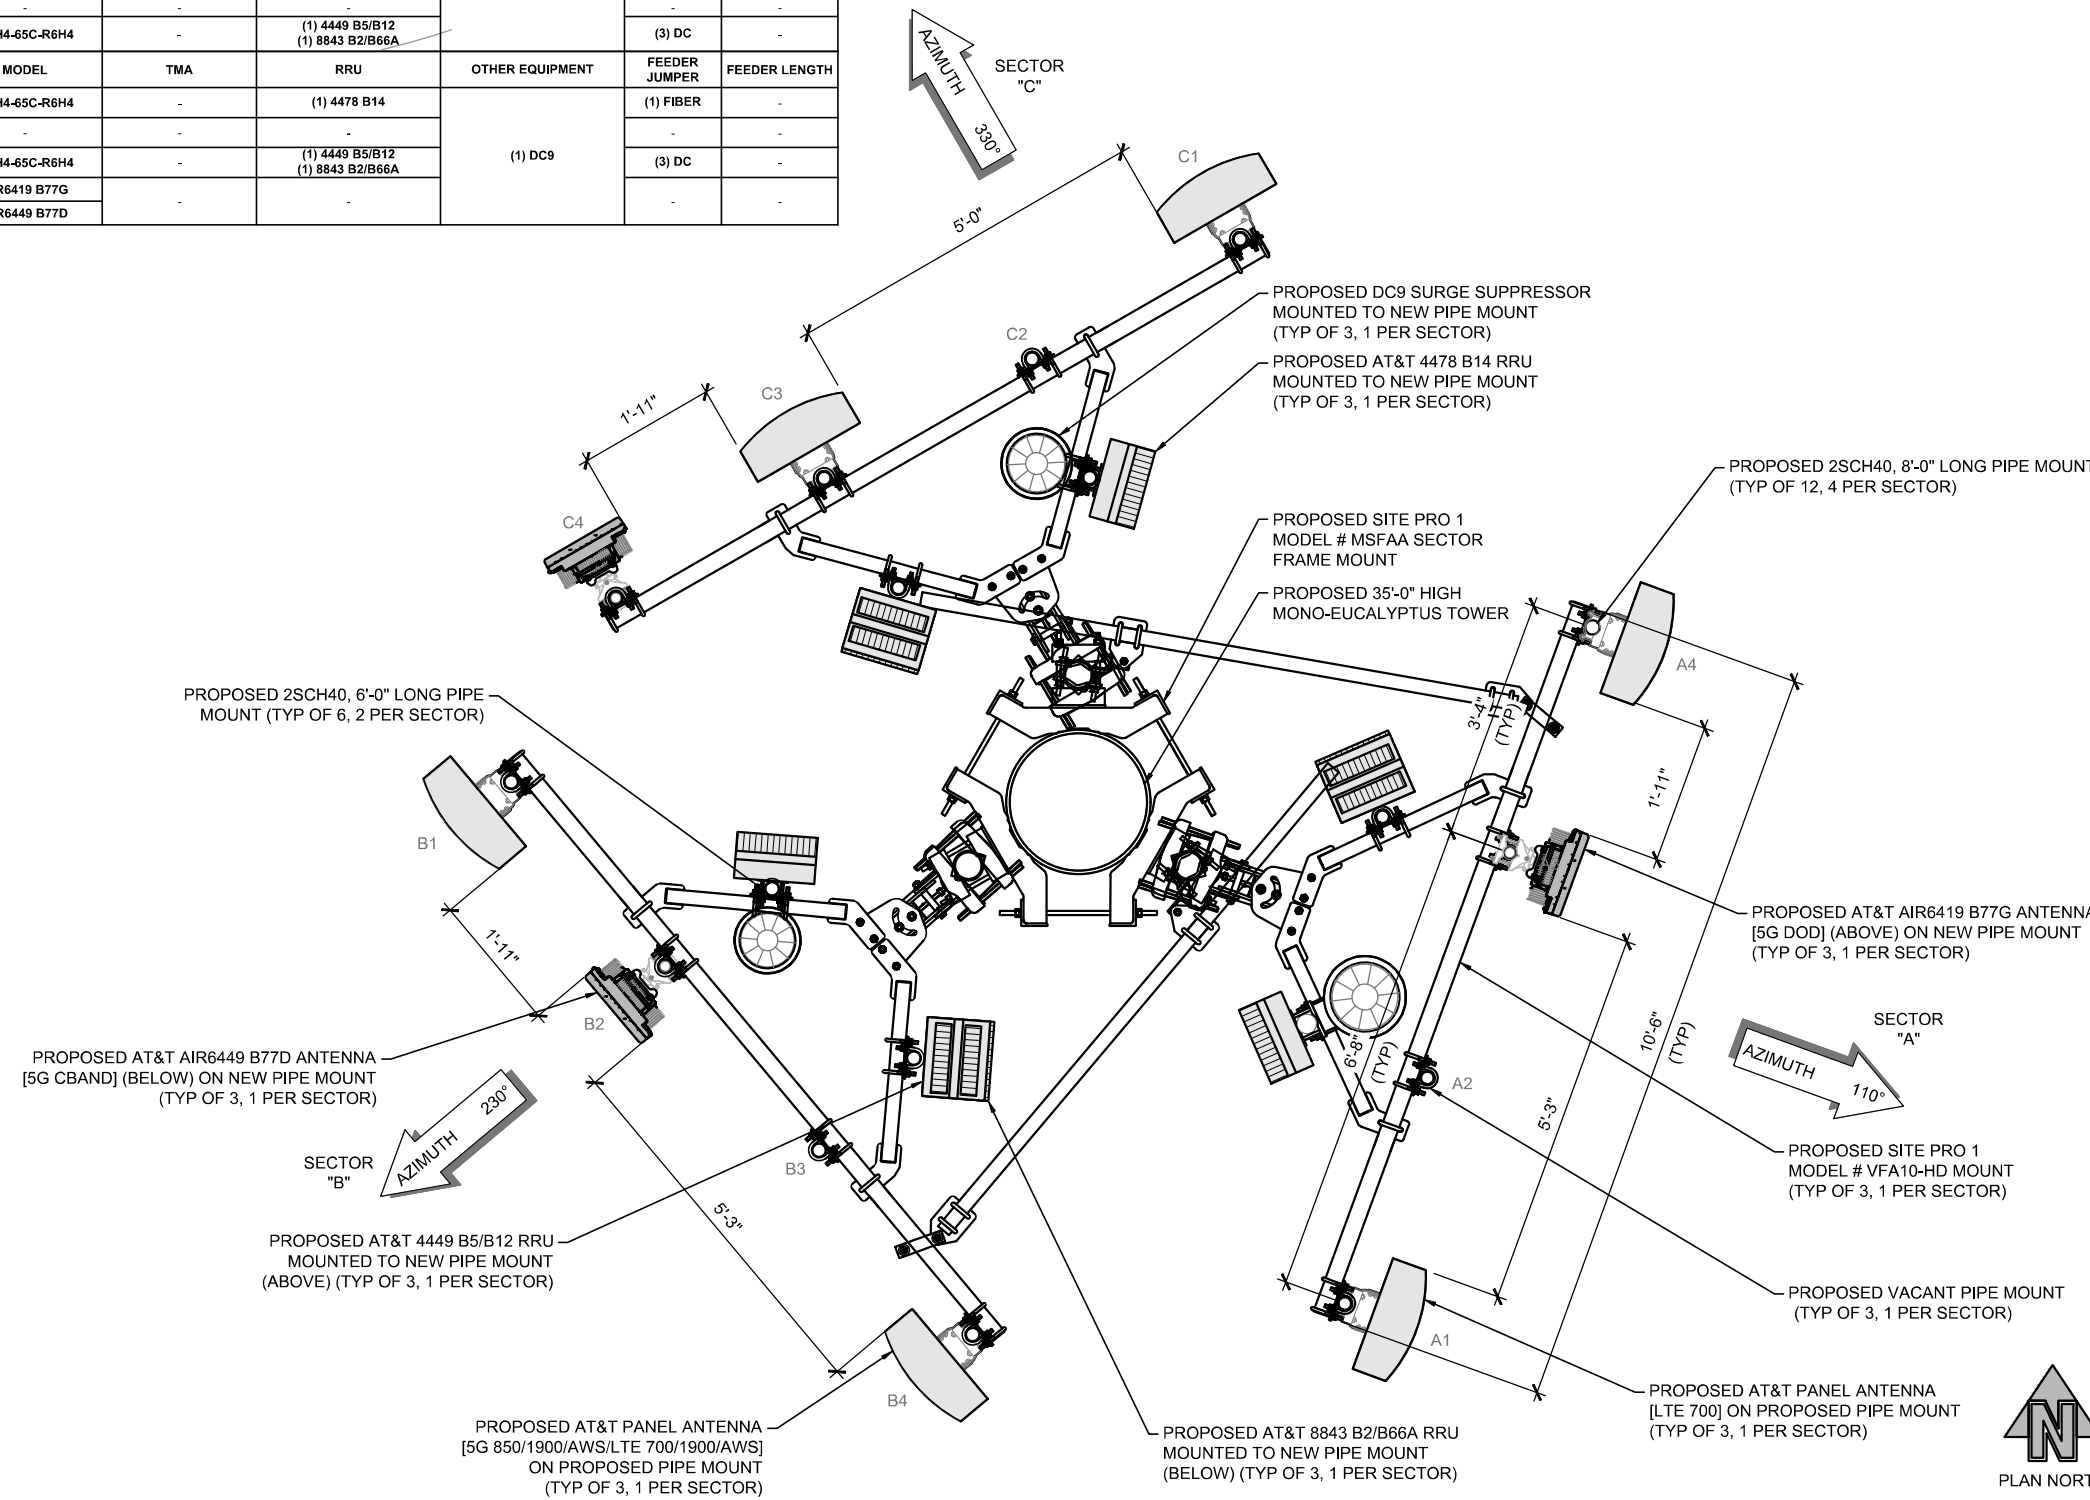 - - - - -
H4-65C-R6H4 - (1) 4449 B5/B12 (3) DC -
(1) 8843 B2/B66A
MODEL TMA RRU OTHER EQUIPMENT FEEDER JUMPER FEEDER LENGTH
H4-65C-R6H4 - (1) 4478 B14 (1) FIBER -
- - - - -
H4-65C-R6H4 - (1) 4449 B5/B12 (1) DC9 (3) DC -
(1) 8843 B2/B66A
R6419 B77G - - - -
R6449 B77D
AZIMUTH 330°
SECTOR
"C"
C1
5'-0"
C2
C3
1'-11"
C4
PROPOSED DC9 SURGE SUPPRESSOR
MOUNTED TO NEW PIPE MOUNT
(TYP OF 3, 1 PER SECTOR)
PROPOSED AT&T 4478 B14 RRU
MOUNTED TO NEW PIPE MOUNT
(TYP OF 3, 1 PER SECTOR)
PROPOSED 2SCH40, 8'-0" LONG PIPE MOUNT
(TYP OF 12, 4 PER SECTOR)
PROPOSED SITE PRO 1
MODEL # MSFAA SECTOR
FRAME MOUNT
PROPOSED 35'-0" HIGH
MONO-EUCALYPTUS TOWER
A4
3'-4"
(TYP)
1'-11"
PROPOSED 2SCH40, 6'-0" LONG PIPE
MOUNT (TYP OF 6, 2 PER SECTOR)
B1
1'-11"
B2
PROPOSED AT&T AIR6419 B77G ANTENNA
[5G DOD] (ABOVE) ON NEW PIPE MOUNT
(TYP OF 3, 1 PER SECTOR)
PROPOSED AT&T AIR6449 B77D ANTENNA
[5G CBAND] (BELOW) ON NEW PIPE MOUNT
(TYP OF 3, 1 PER SECTOR)
SECTOR
"A"
AZIMUTH 110°
10'-6"
(TYP)
6'-8"
(TYP)
A2
5'-3"
AZIMUTH 230°
SECTOR
"B"
B3
5'-3"
PROPOSED SITE PRO 1
MODEL # VFA10-HD MOUNT
(TYP OF 3, 1 PER SECTOR)
PROPOSED AT&T 4449 B5/B12 RRU
MOUNTED TO NEW PIPE MOUNT
(ABOVE) (TYP OF 3, 1 PER SECTOR)
PROPOSED VACANT PIPE MOUNT
(TYP OF 3, 1 PER SECTOR)
A1
B4
PROPOSED AT&T PANEL ANTENNA
[LTE 700] ON PROPOSED PIPE MOUNT
(TYP OF 3, 1 PER SECTOR)
PROPOSED AT&T PANEL ANTENNA
[5G 850/1900/AWS/LTE 700/1900/AWS]
ON PROPOSED PIPE MOUNT
(TYP OF 3, 1 PER SECTOR)
PROPOSED AT&T 8843 B2/B66A RRU
MOUNTED TO NEW PIPE MOUNT
(BELOW) (TYP OF 3, 1 PER SECTOR)
N
PLAN NORT